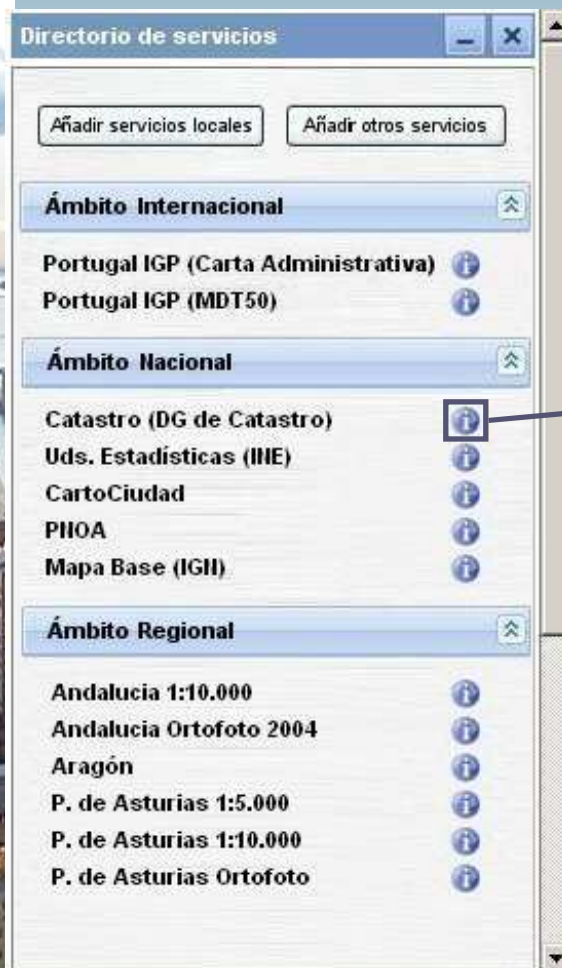 Directorio de servicios
Añadir servicios locales Añadir otros servicios
Ámbito Internacional
Portugal IGP (Carta Administrativa)
Portugal IGP (MDT50)
Ámbito Nacional
Catastro (DG de Catastro)
Uds. Estadísticas (INE)
CartoCiudad
PNOA
Mapa Base (IGN)
Ámbito Regional
Andalucia 1:10.000
Andalucia Ortofoto 2004
Aragón
P. de Asturias 1:5.000
P. de Asturias 1:10.000
P. de Asturias Ortofoto